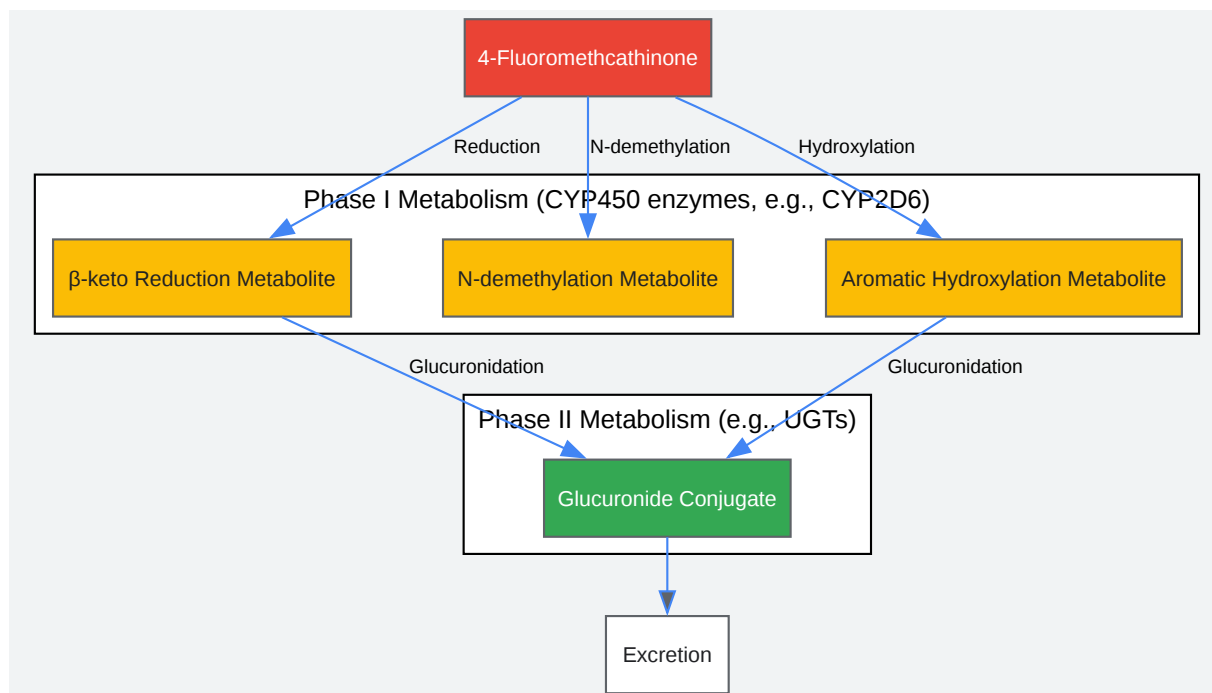 4-Fluoromethcathinone
Reduction
N-demethylation
Hydroxylation
Phase I Metabolism (CYP450 enzymes, e.g., CYP2D6)
β-keto Reduction Metabolite
N-demethylation Metabolite
Aromatic Hydroxylation Metabolite
Glucuronidation
Glucuronidation
Phase II Metabolism (e.g., UGTs)
Glucuronide Conjugate
Excretion